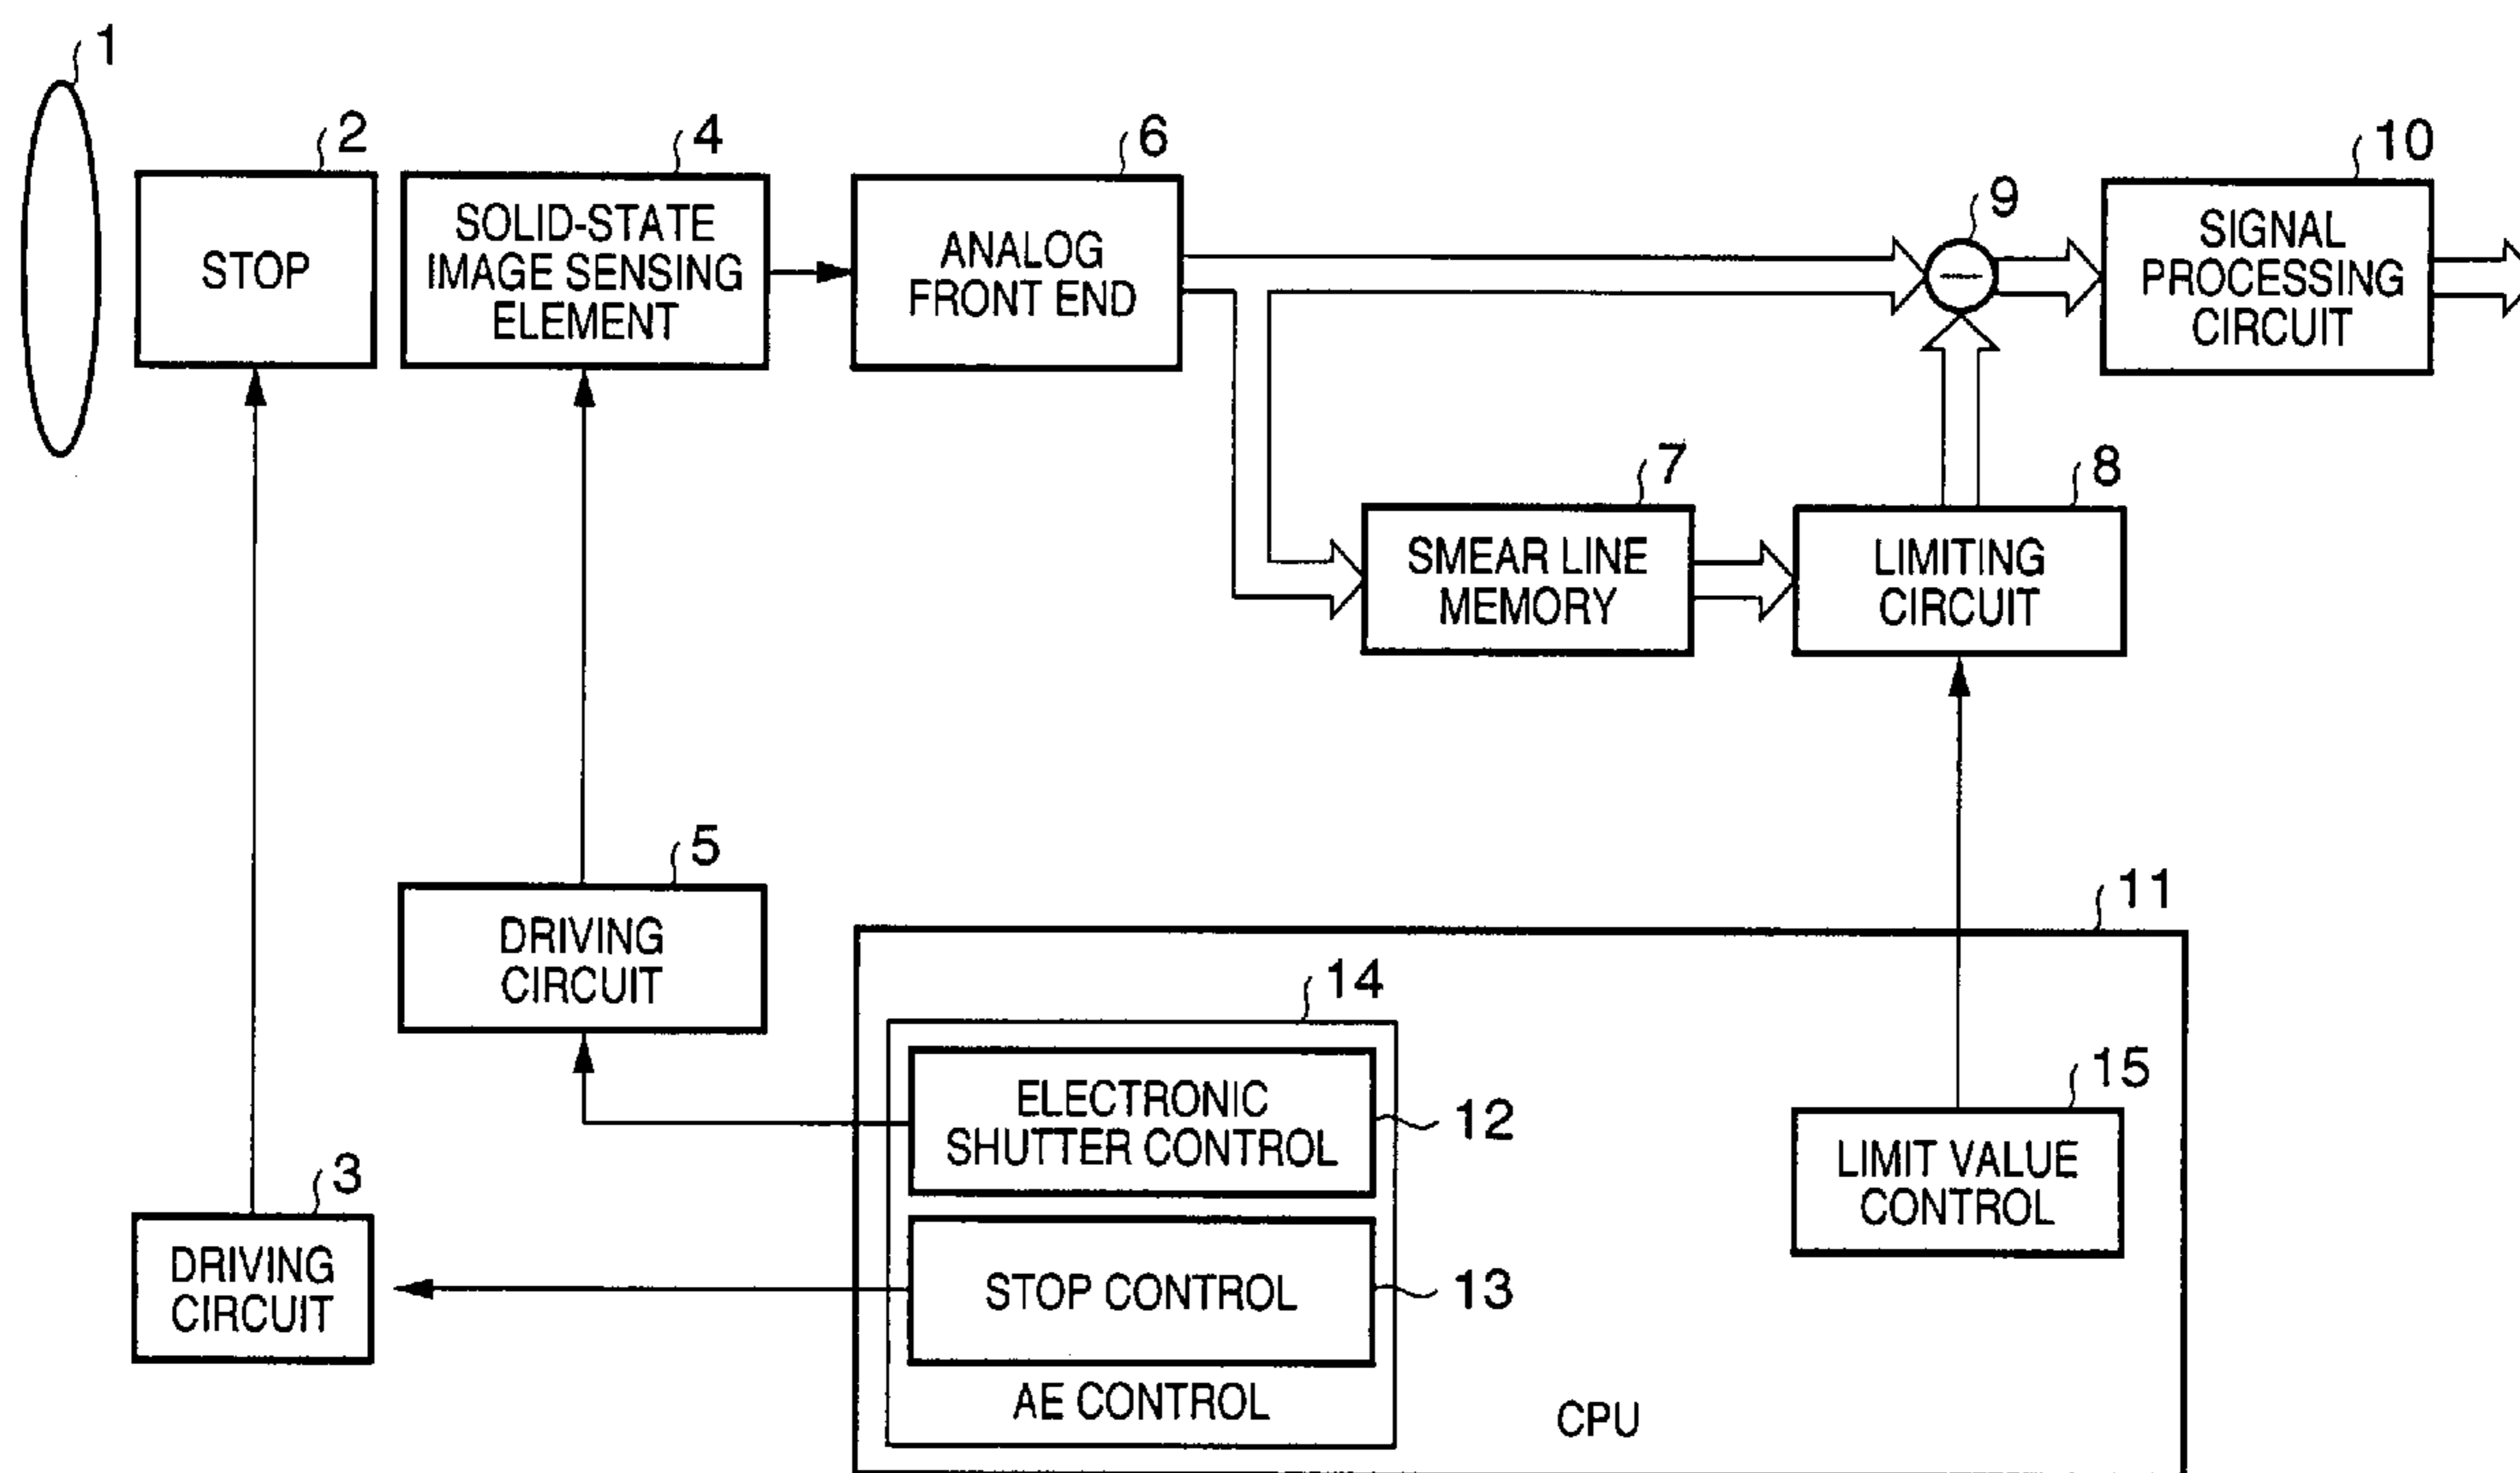 1
2
STOP
4
SOLID-STATE
IMAGE SENSING
ELEMENT
6
ANALOG
FRONT END
9
10
SIGNAL
PROCESSING
CIRCUIT
7
SMEAR LINE
MEMORY
8
LIMITING
CIRCUIT
5
DRIVING
CIRCUIT
3
DRIVING
CIRCUIT
11
14
ELECTRONIC
SHUTTER CONTROL
12
STOP CONTROL
13
AE CONTROL
15
LIMIT VALUE
CONTROL
CPU